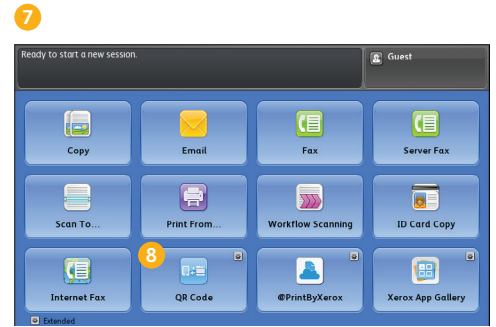 7
Ready to start a new session.
Guest
Copy
Email
Fax
Server Fax
Scan To...
Print From...
Workflow Scanning
ID Card Copy
8
Internet Fax
QR Code
@PrintByXerox
Xerox App Gallery
Extended